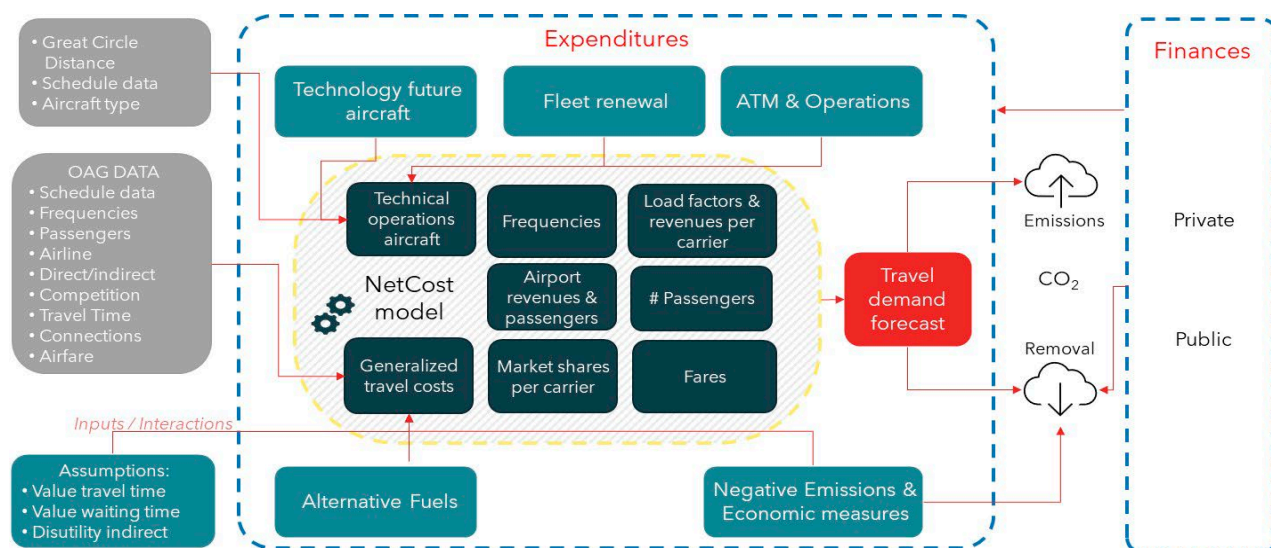 • Great Circle
Distance
• Schedule data
• Aircraft type
OAG DATA
• Schedule data
• Frequencies
• Passengers
• Airline
• Direct/indirect
• Competition
• Travel Time
• Connections
• Airfare
Inputs / Interactions
Assumptions:
• Value travel time
• Value waiting time
• Disutility indirect
Expenditures
Technology future
aircraft
Fleet renewal
ATM & Operations
Technical
operations
aircraft
Frequencies
Load factors &
revenues per
carrier
NetCost
model
Airport
revenues &
passengers
# Passengers
Generalized
travel costs
Market shares
per carrier
Fares
Alternative Fuels
Negative Emissions &
Economic measures
Travel
demand
forecast
Emissions
CO₂
Removal
Finances
Private
Public